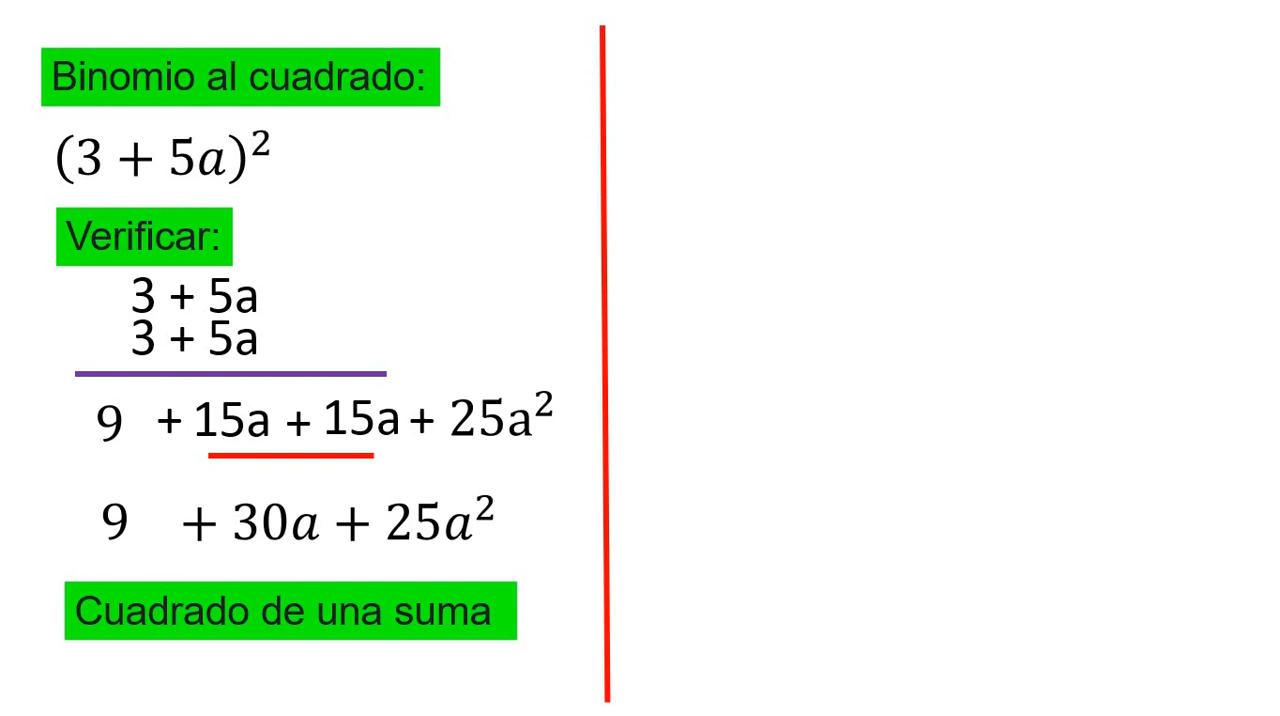 Binomio al cuadrado:
(3 + 5a)²
Verificar:
3 + 5a
3 + 5a
9 + 15a + 15a + 25a²
9 + 30a + 25a²
Cuadrado de una suma